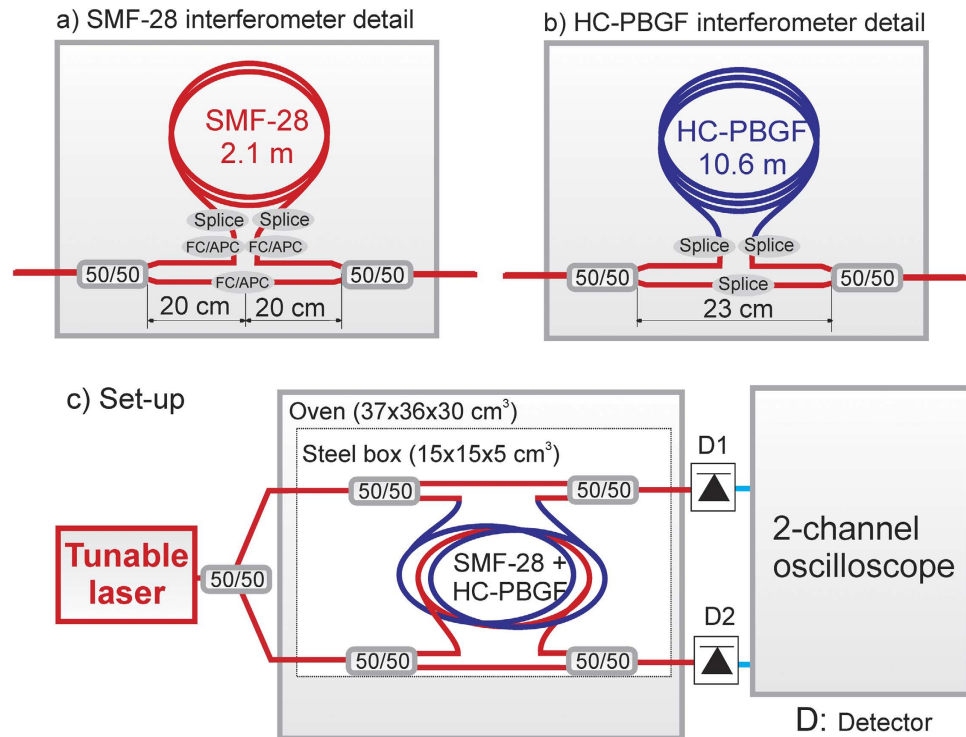 a) SMF-28 interferometer detail
SMF-28
2.1 m
Splice Splice
FC/APC FC/APC
50/50 50/50
FC/APC
20 cm 20 cm
b) HC-PBGF interferometer detail
HC-PBGF
10.6 m
Splice Splice
50/50 50/50
Splice
23 cm
c) Set-up
Oven (37x36x30 cm³)
Steel box (15x15x5 cm³)
50/50 50/50
D1
Tunable
laser
50/50
SMF-28 +
HC-PBGF
2-channel
oscilloscope
D2
50/50 50/50
D: Detector